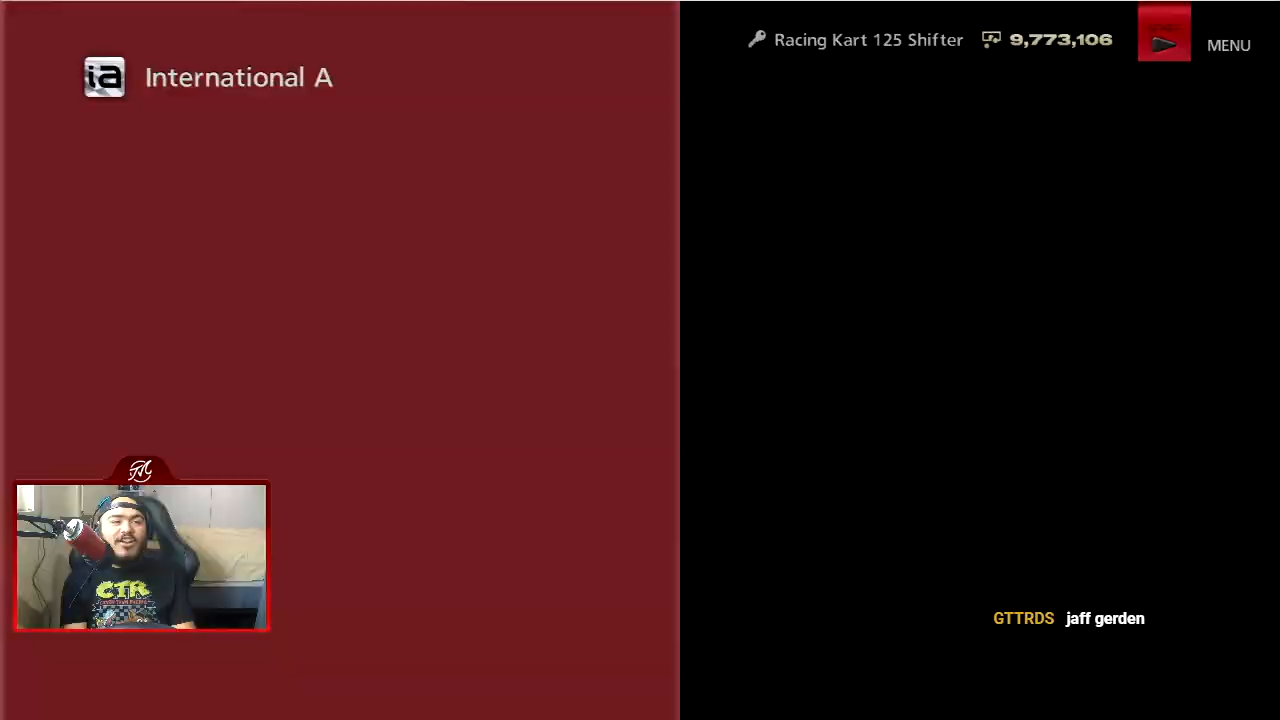 Racing Kart 125 Shifter 9,773,106 MENU
ia International A
CTR
GTTRDS jaff gerden